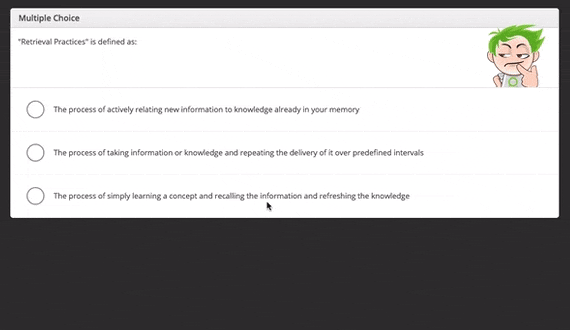 Multiple Choice
"Retrieval Practices" is defined as:
The process of actively relating new information to knowledge already in your memory
The process of taking information or knowledge and repeating the delivery of it over predefined intervals
The process of simply learning a concept and recalling the information and refreshing the knowledge